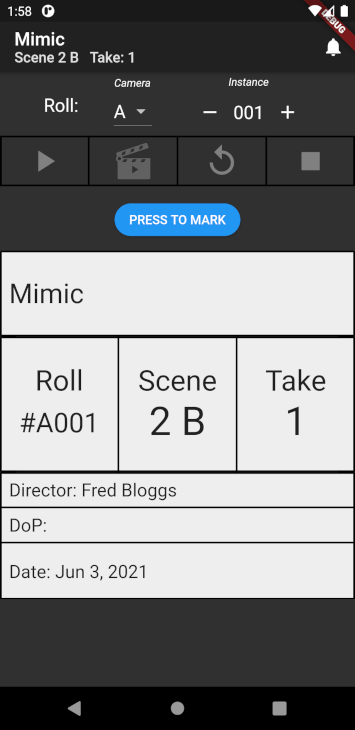 1:58
DEBUG
Mimic
Scene 2 B Take: 1
Camera Instance
Roll: A 001
PRESS TO MARK
Mimic
Roll Scene Take
#A001 2 B 1
Director: Fred Bloggs
DoP:
Date: Jun 3, 2021